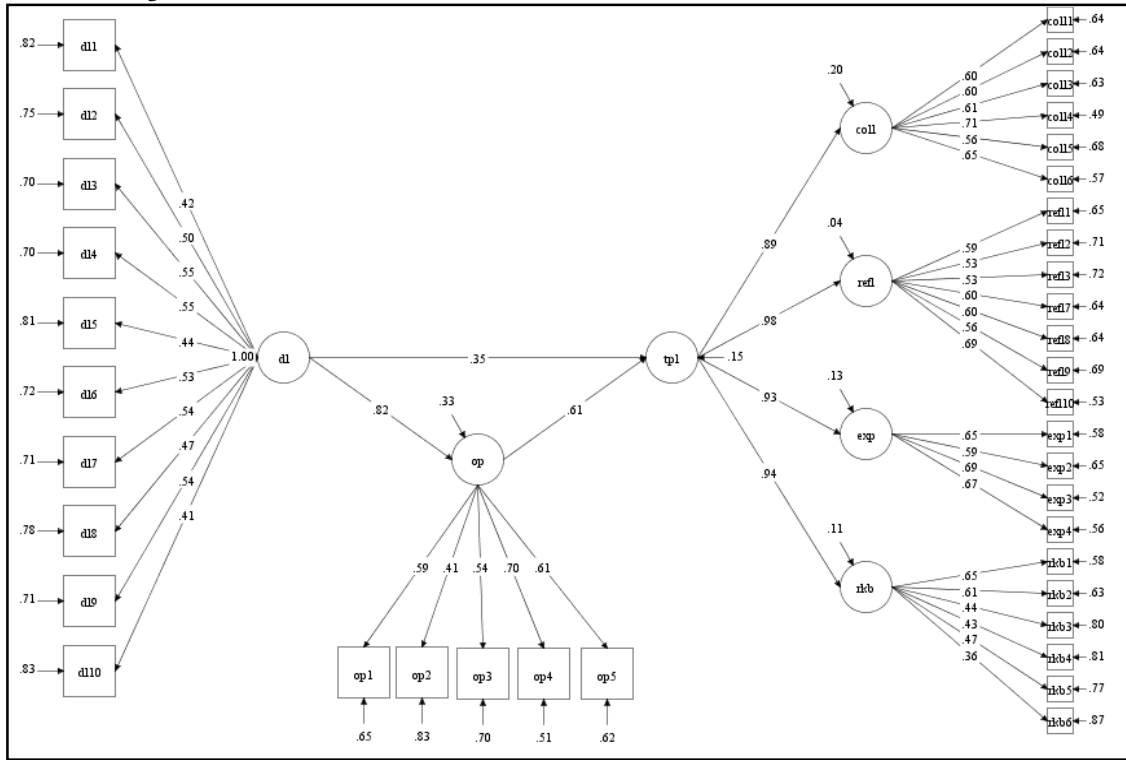 .82 dl1
.75 dl2
.70 dl3
.70 dl4
.81 dl5
.72 dl6
.71 dl7
.78 dl8
.71 dl9
.83 dl10
.42
.50
.55
.55
.44
.53
.54
.47
.54
.41
1.00 dl
.35
.82
.33
op
.61
.59 .41 .54 .70 .61
op1 op2 op3 op4 op5
.65 .83 .70 .51 .62
tpl .15
.89
.98
.93
.94
.20
coll
.60
.60
.61
.71
.56
.65
coll1 .64
coll2 .64
coll3 .63
coll4 .49
coll5 .68
coll6 .57
.04
refl
.59
.53
.53
.60
.60
.56
.69
refl1 .65
refl2 .71
refl3 .72
refl7 .64
refl8 .64
refl9 .69
refl10 .53
.13
exp
.65
.59
.69
.67
exp1 .58
exp2 .65
exp3 .52
exp4 .56
.11
rkb
.65
.61
.44
.43
.47
.36
rkb1 .58
rkb2 .63
rkb3 .80
rkb4 .81
rkb5 .77
rkb6 .87